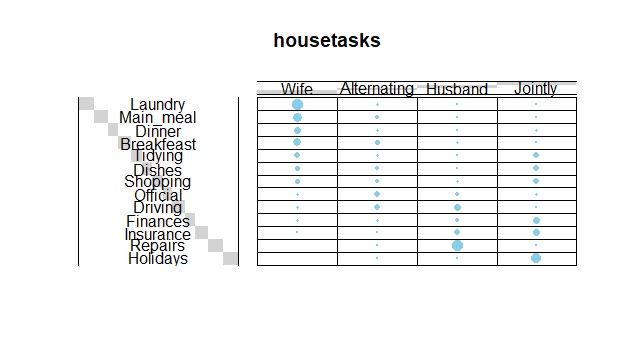 housetasks
Wife Alternating Husband Jointly
Laundry
Main_meal
Dinner
Breakfeast
Tidying
Dishes
Shopping
Official
Driving
Finances
Insurance
Repairs
Holidays